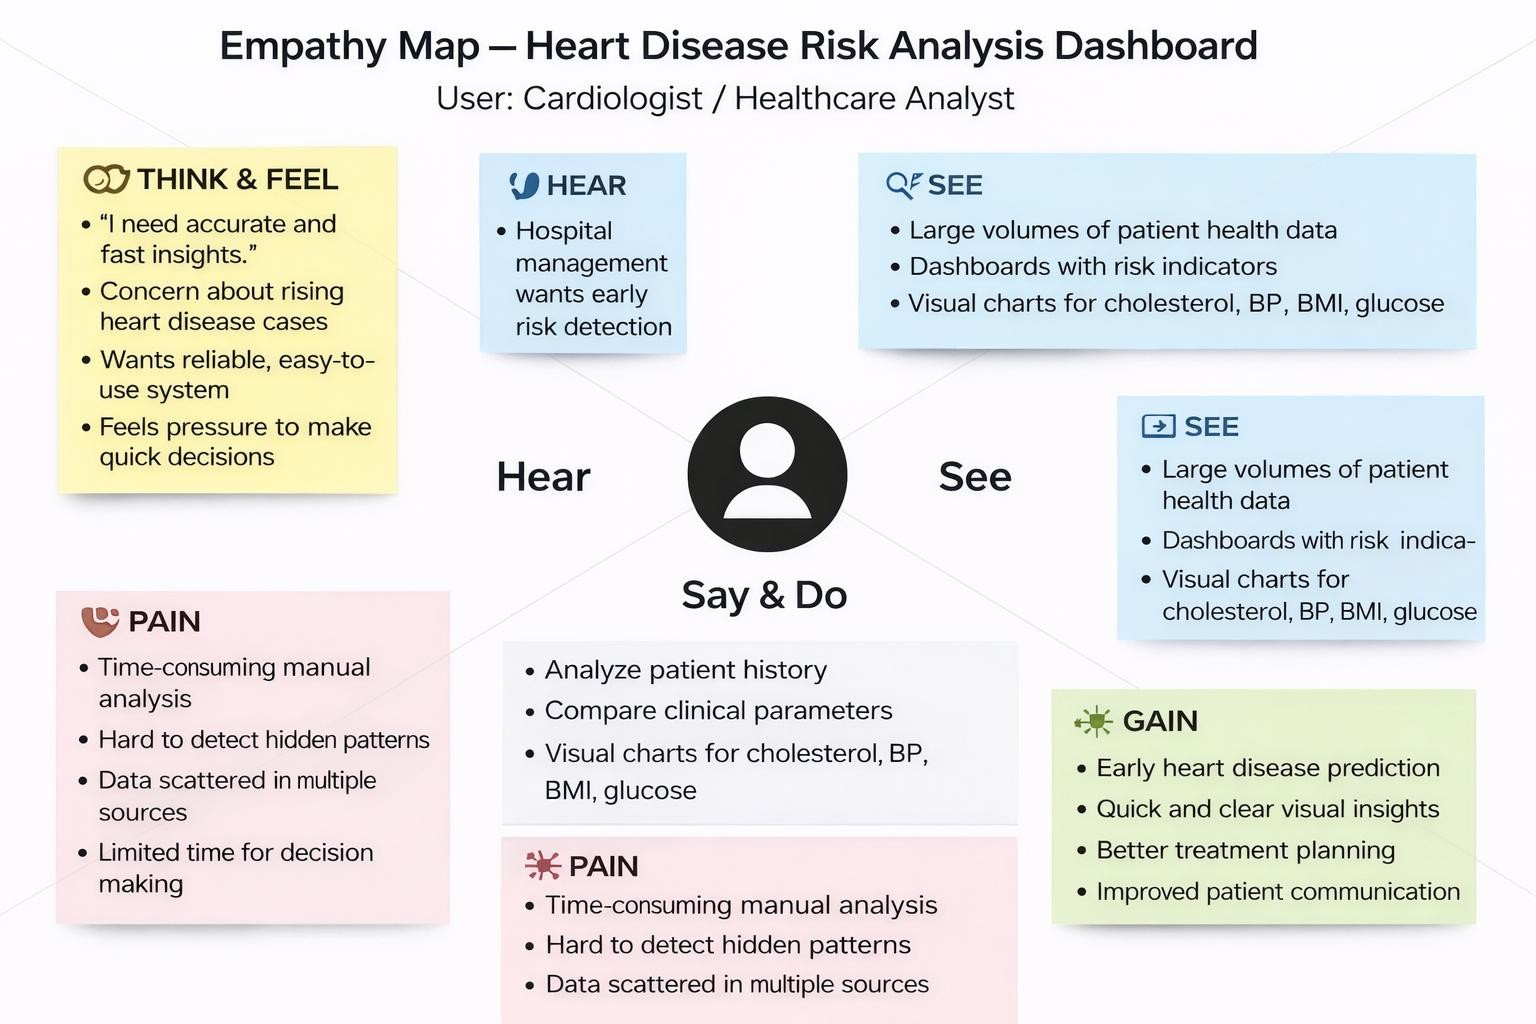 Empathy Map — Heart Disease Risk Analysis Dashboard
User: Cardiologist / Healthcare Analyst
THINK & FEEL
• “I need accurate and
fast insights.”
• Concern about rising
heart disease cases
• Wants reliable, easy-to-
use system
• Feels pressure to make
quick decisions
HEAR
• Hospital
management
wants early
risk detection
SEE
• Large volumes of patient health data
• Dashboards with risk indicators
• Visual charts for cholesterol, BP, BMI, glucose
Hear
See
Say & Do
SEE
• Large volumes of patient
health data
• Dashboards with risk indica-
• Visual charts for
cholesterol, BP, BMI, glucose
PAIN
• Time-consuming manual
analysis
• Hard to detect hidden patterns
• Data scattered in multiple
sources
• Limited time for decision
making
• Analyze patient history
• Compare clinical parameters
• Visual charts for cholesterol, BP,
BMI, glucose
PAIN
• Time-consuming manual analysis
• Hard to detect hidden patterns
• Data scattered in multiple sources
GAIN
• Early heart disease prediction
• Quick and clear visual insights
• Better treatment planning
• Improved patient communication